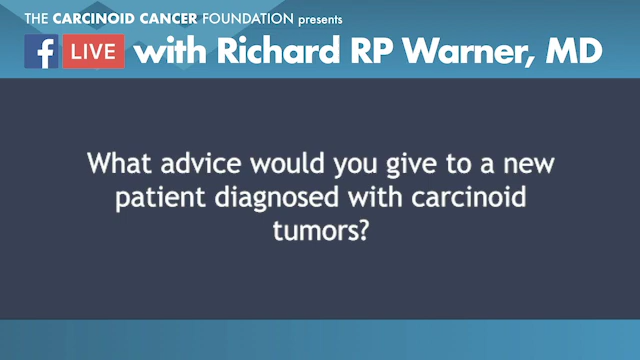 THE CARCINOID CANCER FOUNDATION presents
f LIVE with Richard RP Warner, MD
What advice would you give to a new
patient diagnosed with carcinoid
tumors?